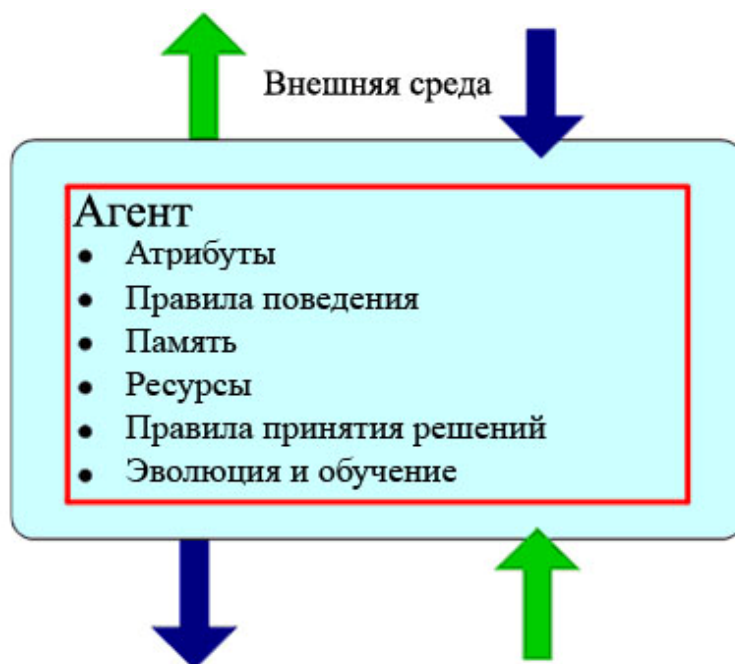 Внешняя среда
Агент
• Атрибуты
• Правила поведения
• Память
• Ресурсы
• Правила принятия решений
• Эволюция и обучение